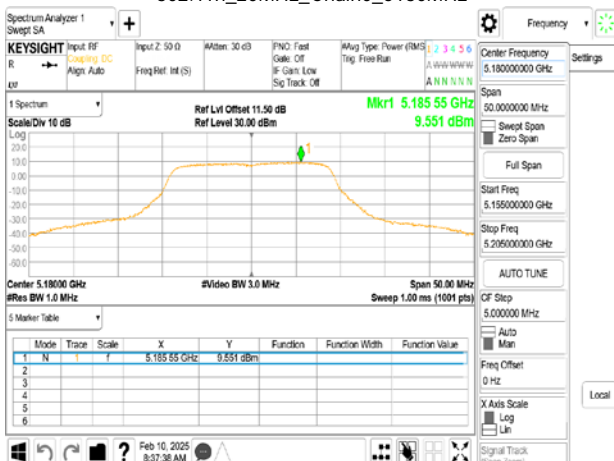 Spectrum Analyzer 1
Swept SA
Frequency
KEYSIGHT
R
Input: RF
Coupling: DC
Align: Auto
Input Z: 50 Ω
Freq Ref: Int (S)
#Atten: 30 dB
PNO: Fast
Gate: Off
IF Gain: Low
Sig Track: Off
#Avg Type: Power (RMS
Trig: Free Run
1 2 3 4 5 6
A W W W W W
A N N N N N
1 Spectrum
Scale/Div 10 dB
Ref Lvl Offset 11.50 dB
Ref Level 30.00 dBm
Mkr1 5.185 55 GHz
9.551 dBm
Log
20.0
10.0
0.00
-10.0
-20.0
-30.0
-40.0
-50.0
-60.0
1
Center 5.18000 GHz
#Res BW 1.0 MHz
#Video BW 3.0 MHz
Span 50.00 MHz
Sweep 1.00 ms (1001 pts)
5 Marker Table
Mode Trace Scale X Y Function Function Width Function Value
1 N 1 f 5.185 55 GHz 9.551 dBm
2
3
4
5
6
Feb 10, 2025
8:37:38 AM
Center Frequency
5.180000000 GHz
Settings
Span
50.0000000 MHz
Swept Span
Zero Span
Full Span
Start Freq
5.155000000 GHz
Stop Freq
5.205000000 GHz
AUTO TUNE
CF Step
5.000000 MHz
Auto
Man
Freq Offset
0 Hz
X Axis Scale
Log
Lin
Local
Signal Track